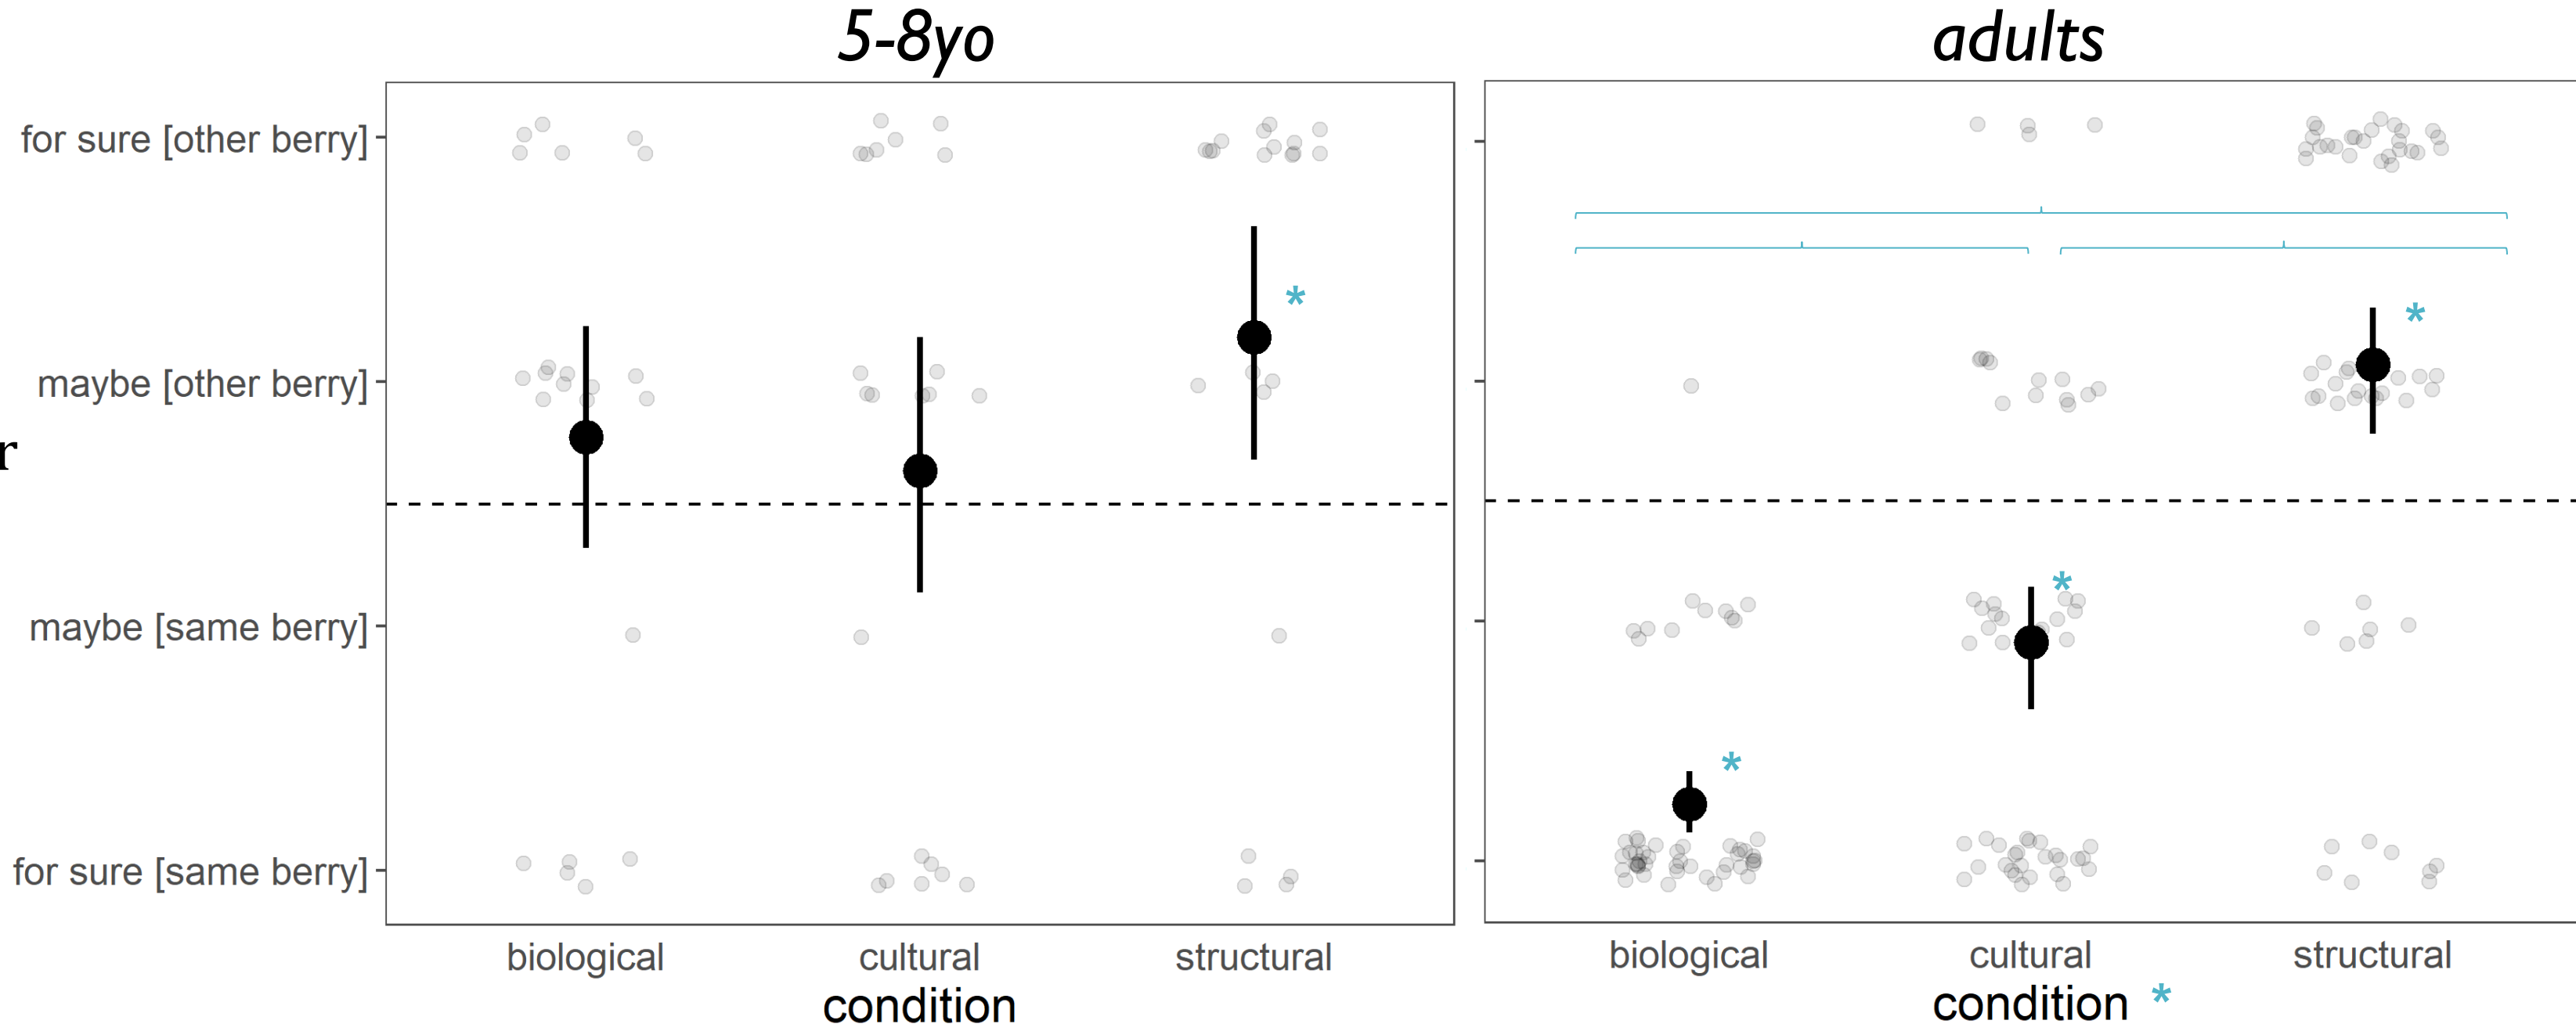 5-8yo
adults
for sure [other berry]
maybe [other berry]
r
maybe [same berry]
for sure [same berry]
*
*
*
*
biological
cultural
structural
condition
biological
cultural
structural
condition *